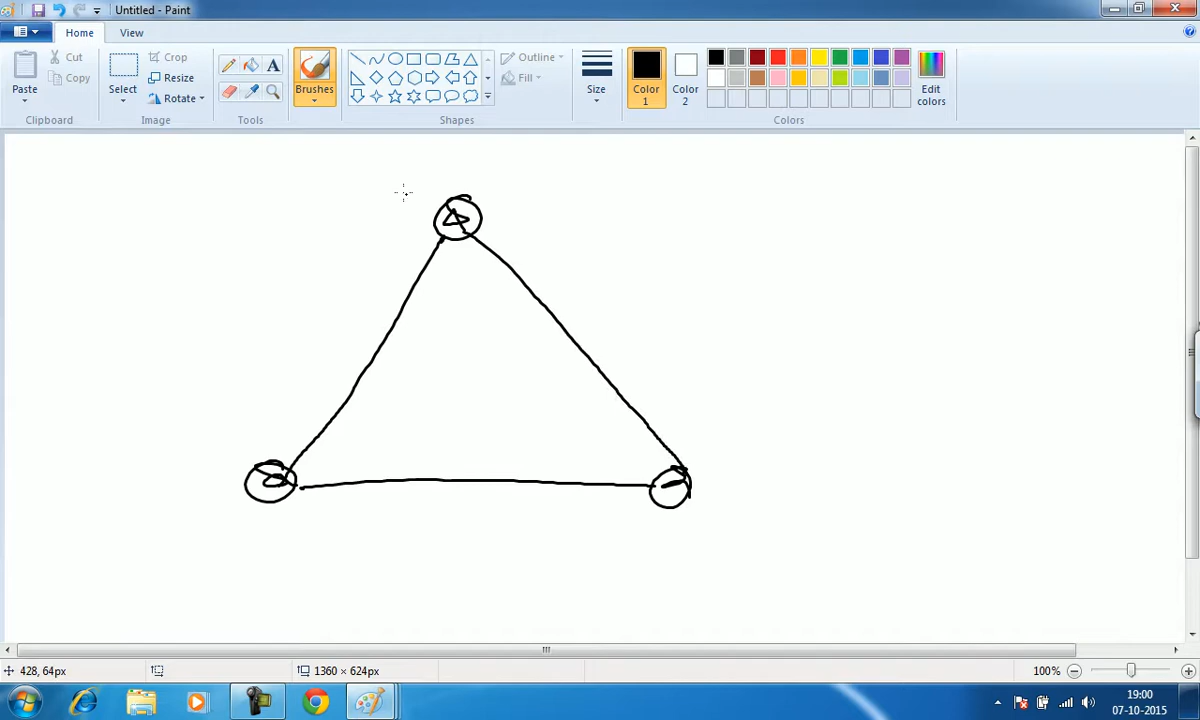 Untitled - Paint
Home View
Paste
Cut
Copy
Clipboard
Select
Crop
Resize
Rotate
Image
A
Tools
Brushes
Outline
Fill
Shapes
Size
Color 1
Color 2
Edit colors
Colors
428, 64px
1360 × 624px
100%
19:00
07-10-2015